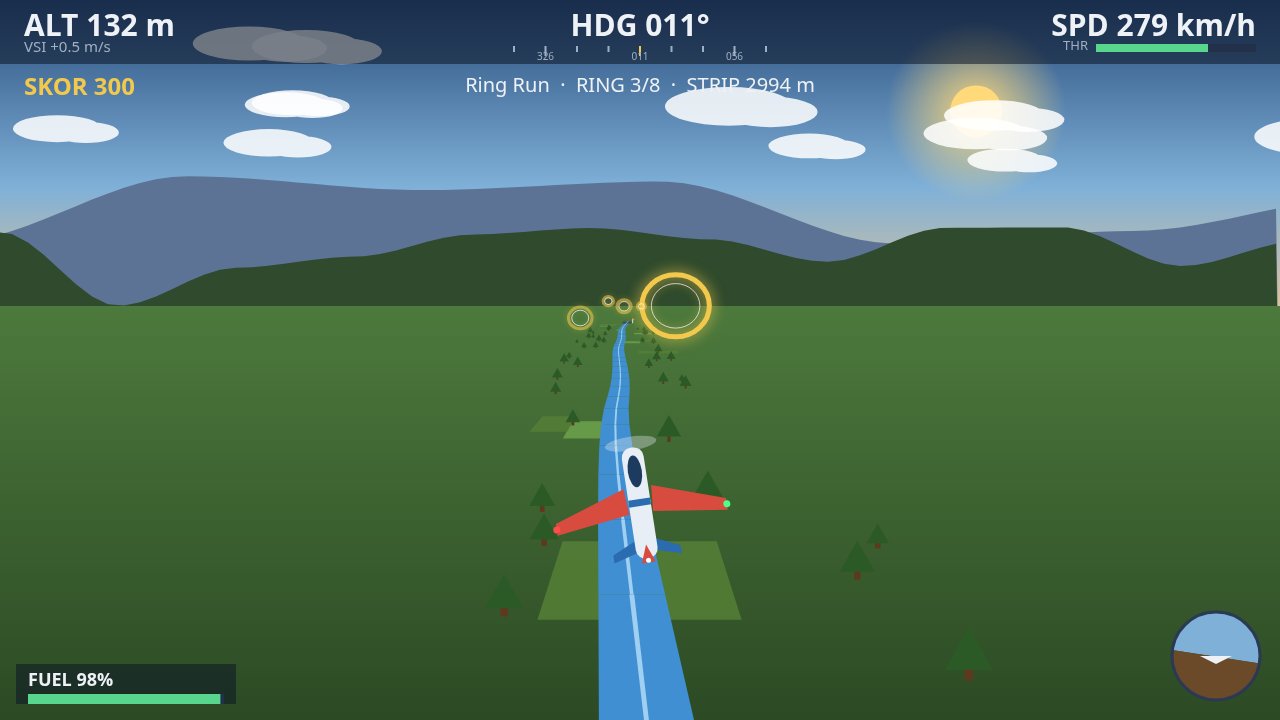 ALT 132 m
HDG 011°
SPD 279 km/h
VSI +0.5 m/s
THR
326
011
056
SKOR 300
Ring Run · RING 3/8 · STRIP 2994 m
FUEL 98%